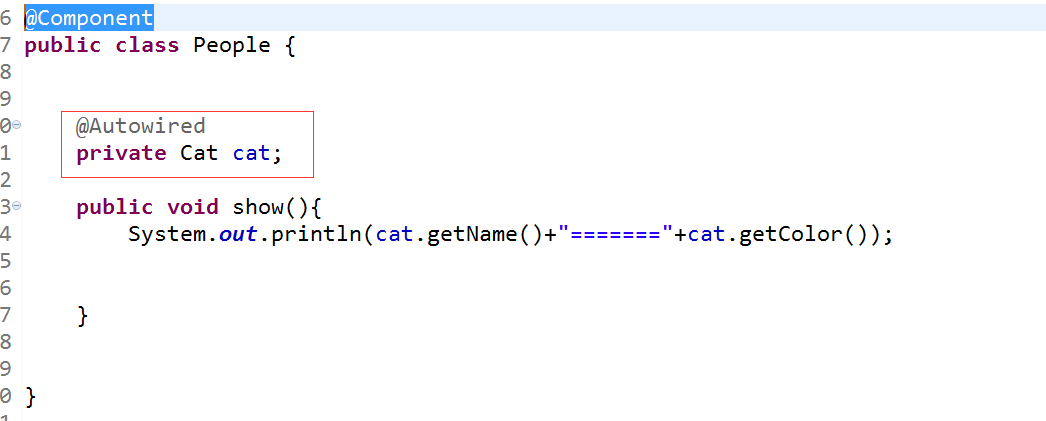 6 @Component
7 public class People {
8
9
0 @Autowired
1 private Cat cat;
2
3 public void show(){
4 System.out.println(cat.getName()+"======="+cat.getColor());
5
6
7 }
8
9
0 }